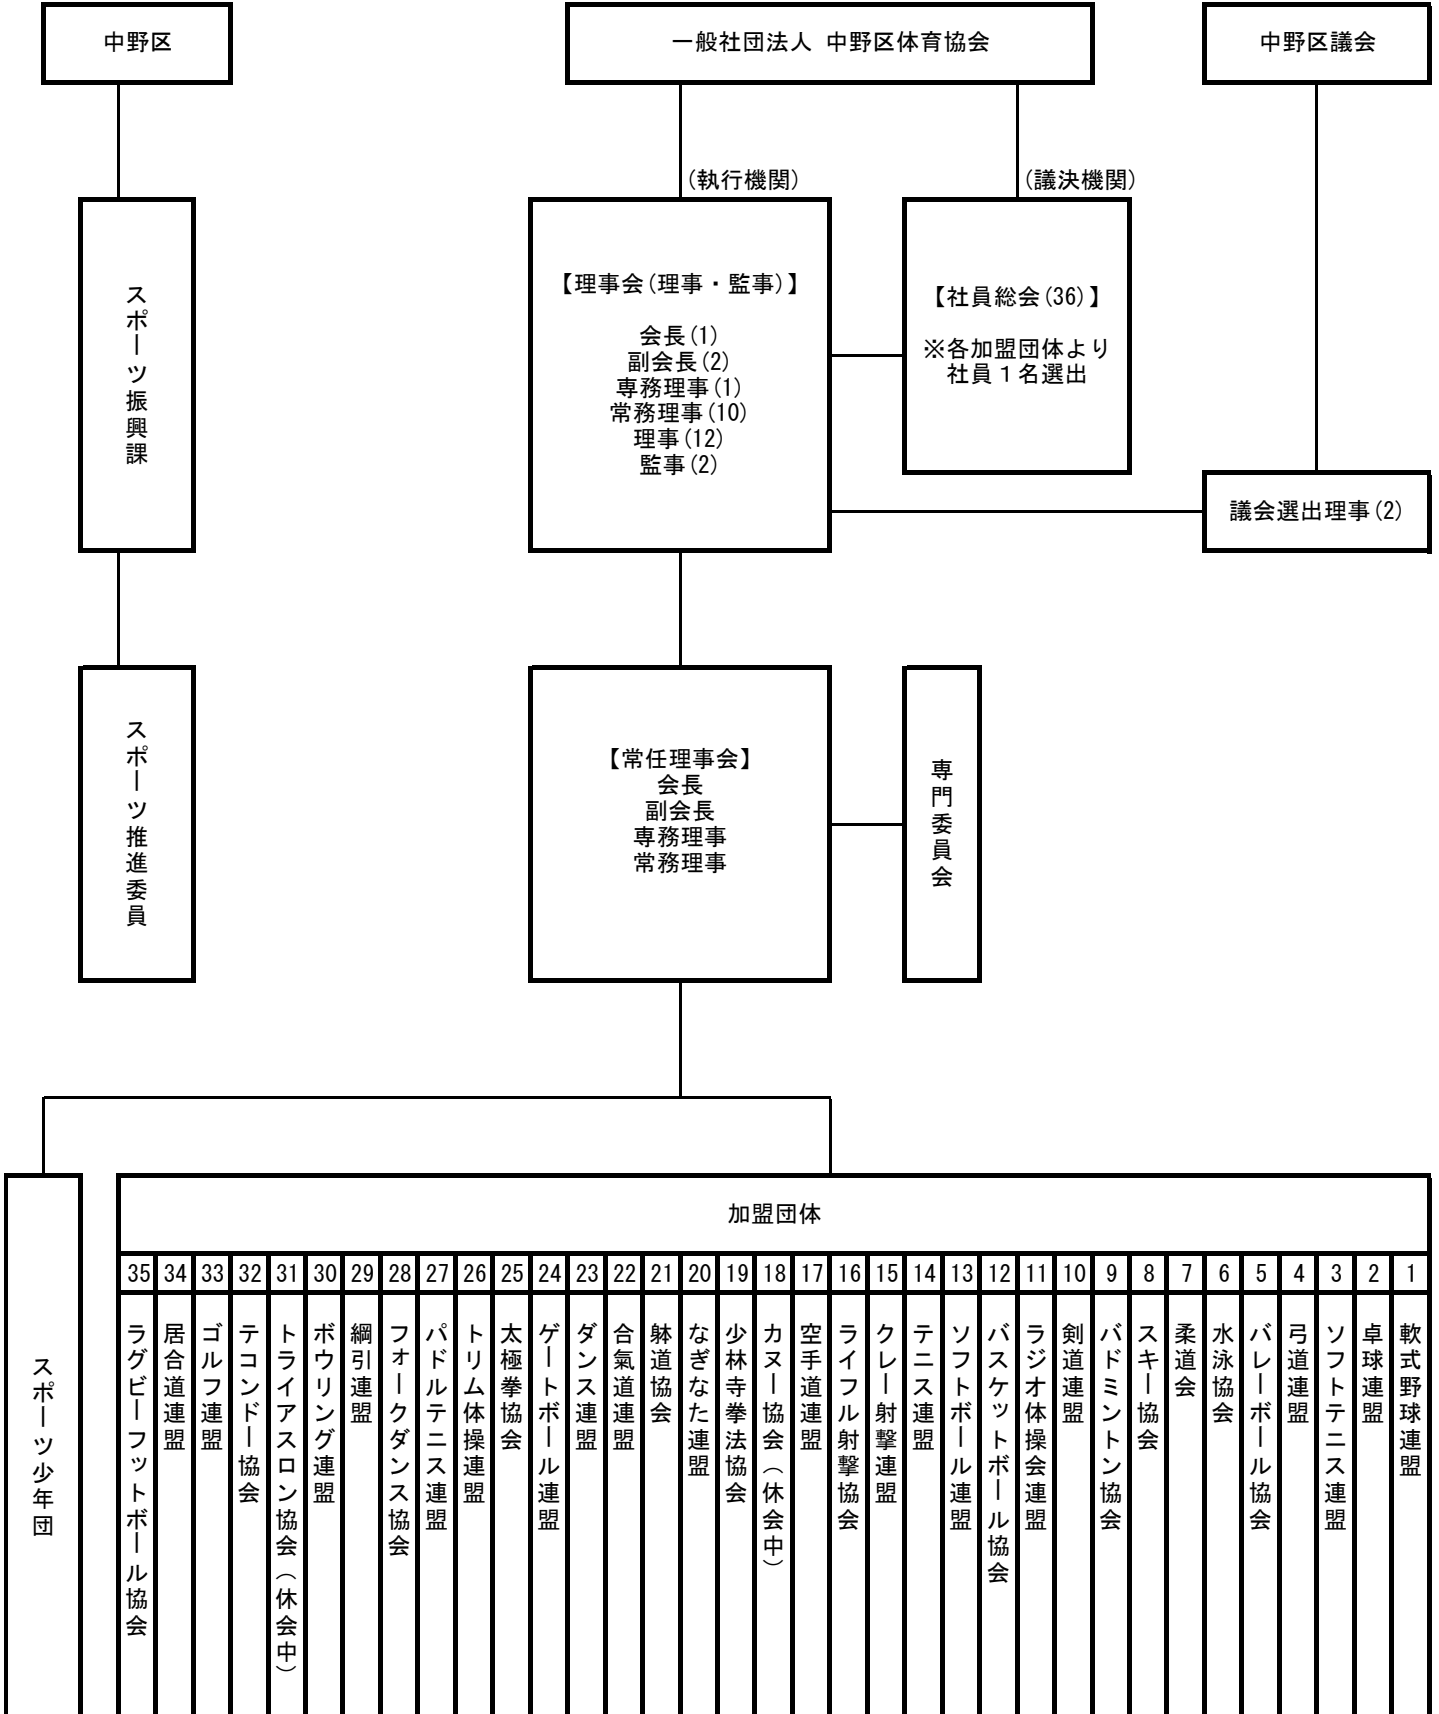 中野区
一般社団法人 中野区体育協会
中野区議会
(執行機関)
(議決機関)
スポーツ振興課
【理事会(理事・監事)】
会長(1)
副会長(2)
専務理事(1)
常務理事(10)
理事(12)
監事(2)
【社員総会(36)】
※各加盟団体より
社員1名選出
議会選出理事(2)
スポーツ推進委員
【常任理事会】
会長
副会長
専務理事
常務理事
専門委員会
スポーツ少年団
加盟団体
1
軟式野球連盟
2
卓球連盟
3
ソフトテニス連盟
4
弓道連盟
5
バレーボール協会
6
水泳協会
7
柔道会
8
スキー協会
9
バドミントン協会
10
剣道連盟
11
ラジオ体操会連盟
12
バスケットボール協会
13
ソフトボール連盟
14
テニス連盟
15
クレー射撃連盟
16
ライフル射撃協会
17
空手道連盟
18
カヌー協会(休会中)
19
少林寺拳法協会
20
なぎなた連盟
21
躰道協会
22
合氣道連盟
23
ダンス連盟
24
ゲートボール連盟
25
太極拳協会
26
トリム体操連盟
27
パドルテニス連盟
28
フォークダンス協会
29
綱引連盟
30
ボウリング連盟
31
トライアスロン協会(休会中)
32
テコンドー協会
33
ゴルフ連盟
34
居合道連盟
35
ラグビーフットボール協会